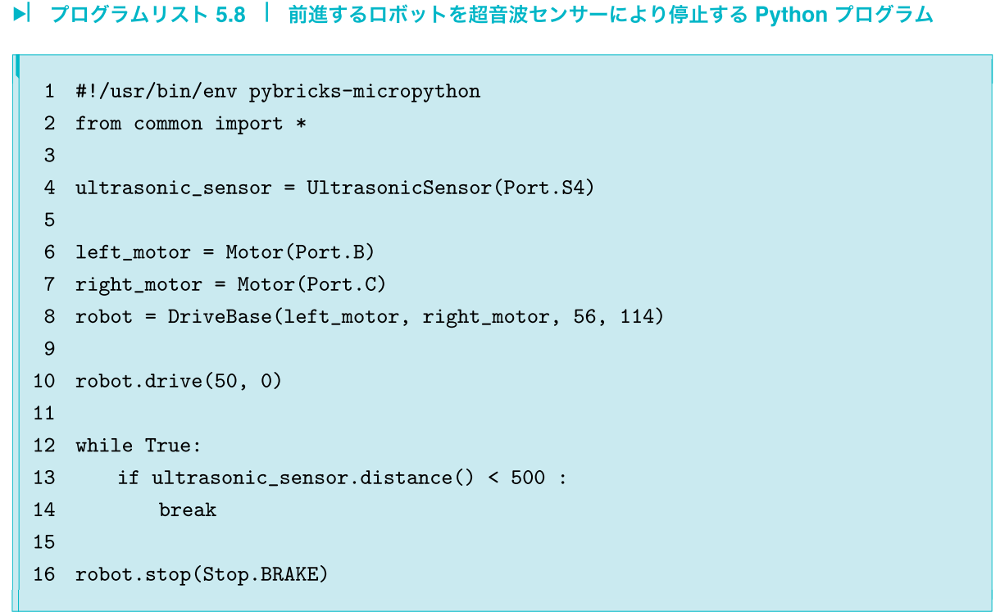 プログラムリスト 5.8 | 前進するロボットを超音波センサーにより停止する Python プログラム
1 #!/usr/bin/env pybricks-micropython
2 from common import *
3
4 ultrasonic_sensor = UltrasonicSensor(Port.S4)
5
6 left_motor = Motor(Port.B)
7 right_motor = Motor(Port.C)
8 robot = DriveBase(left_motor, right_motor, 56, 114)
9
10 robot.drive(50, 0)
11
12 while True:
13     if ultrasonic_sensor.distance() < 500 :
14         break
15
16 robot.stop(Stop.BRAKE)